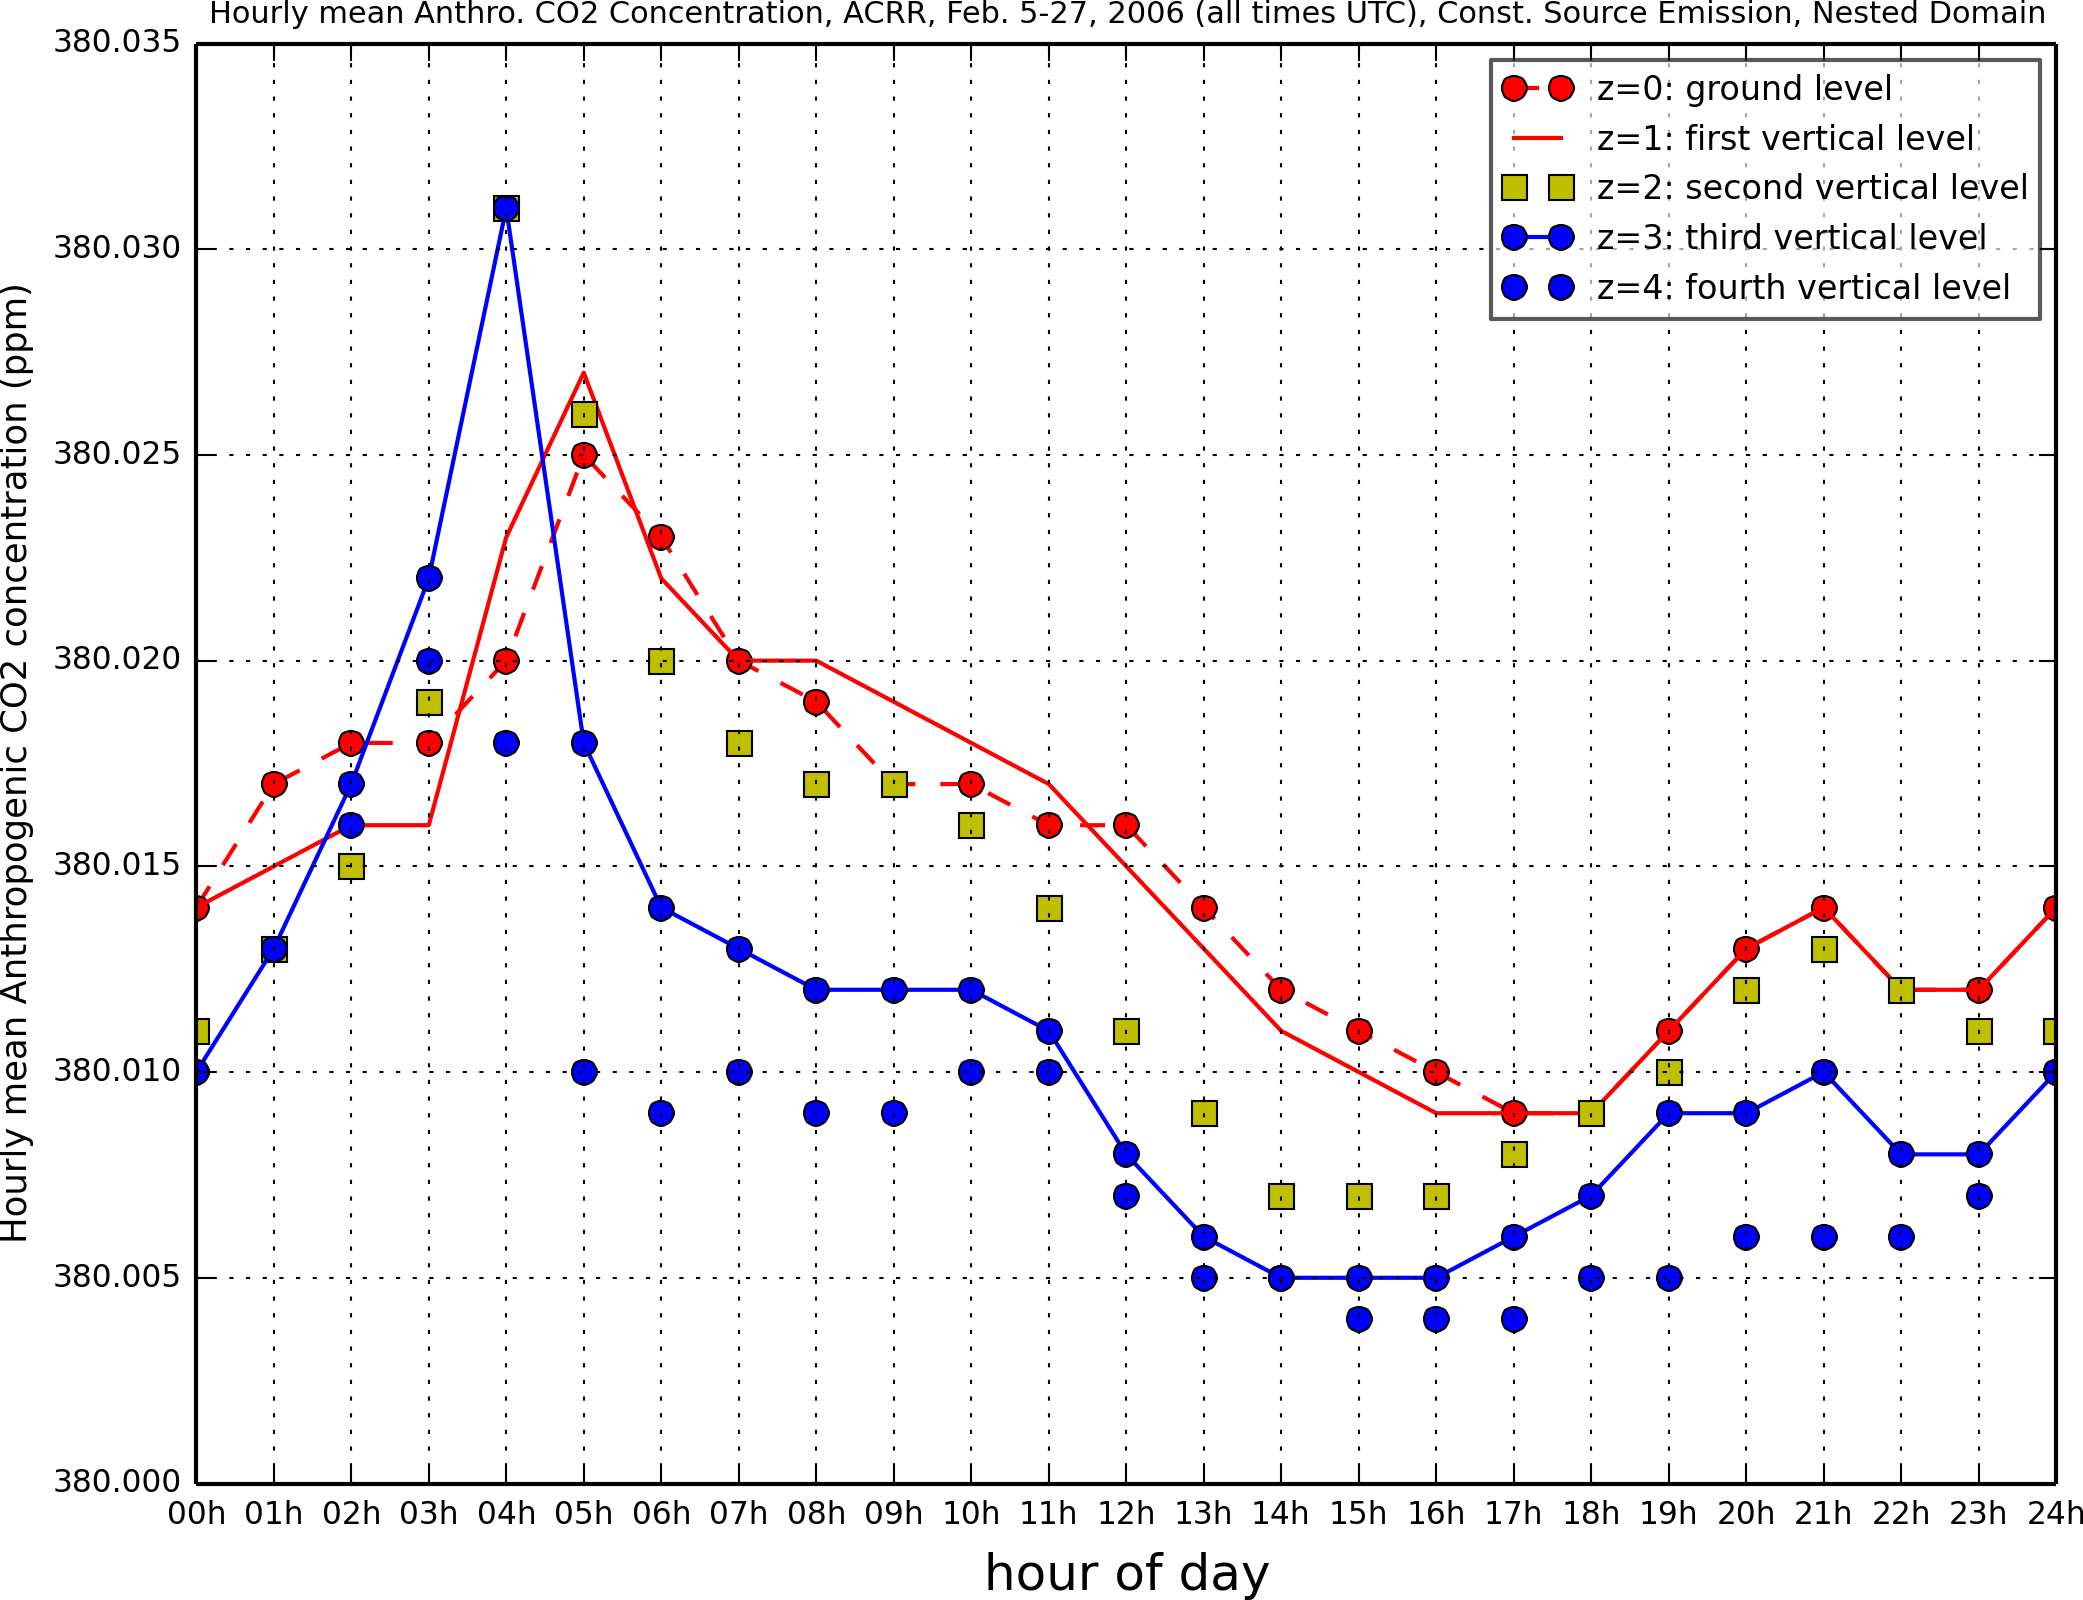 Hourly mean Anthro. CO2 Concentration, ACRR, Feb. 5-27, 2006 (all times UTC), Const. Source Emission, Nested Domain
Hourly mean Anthropogenic CO2 concentration (ppm)
380.035
380.030
380.025
380.020
380.015
380.010
380.005
380.000
z=0: ground level
z=1: first vertical level
z=2: second vertical level
z=3: third vertical level
z=4: fourth vertical level
00h 01h 02h 03h 04h 05h 06h 07h 08h 09h 10h 11h 12h 13h 14h 15h 16h 17h 18h 19h 20h 21h 22h 23h 24h
hour of day